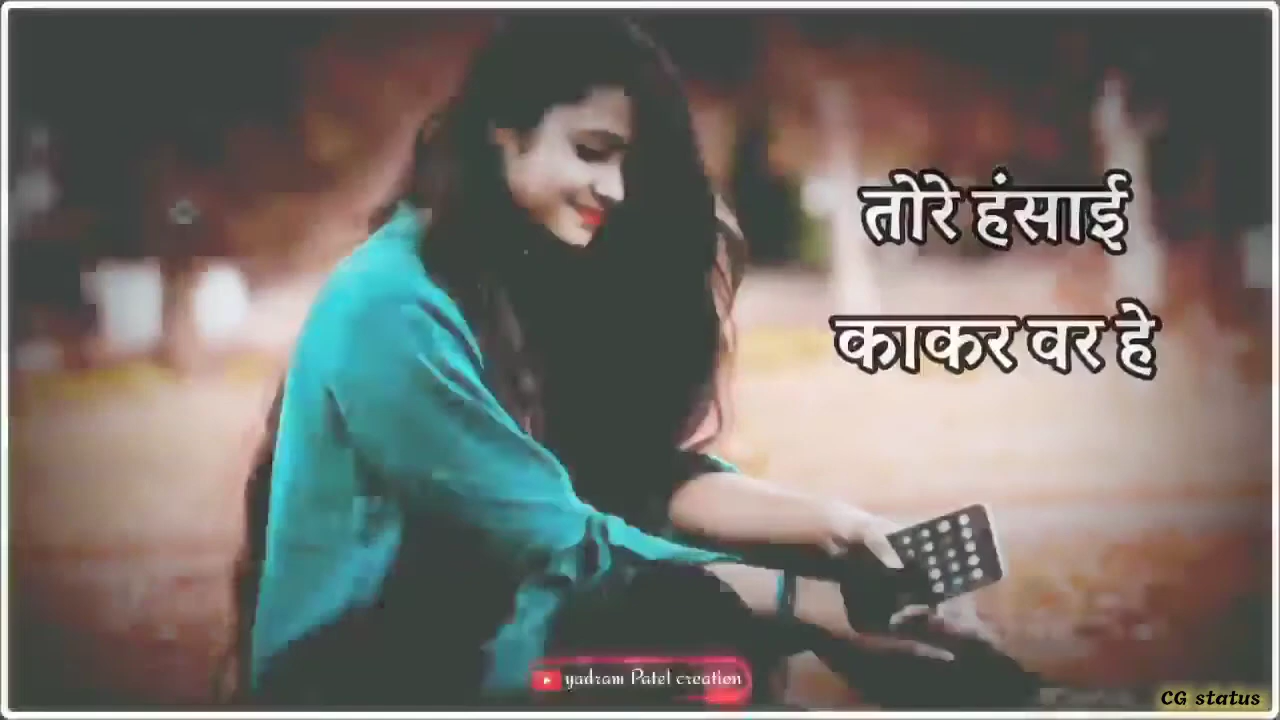 तोरे हंसाई
काकर वर हे
yadram Patel creation
CG status